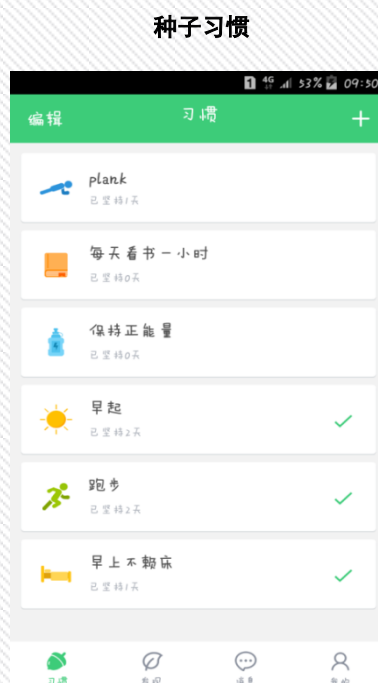 种子习惯
1 4G 53% 09:50
编辑 习惯 +
plank
已坚持1天
每天看书一小时
已坚持0天
保持正能量
已坚持0天
早起
已坚持2天
跑步
已坚持2天
早上不赖床
已坚持1天
习惯